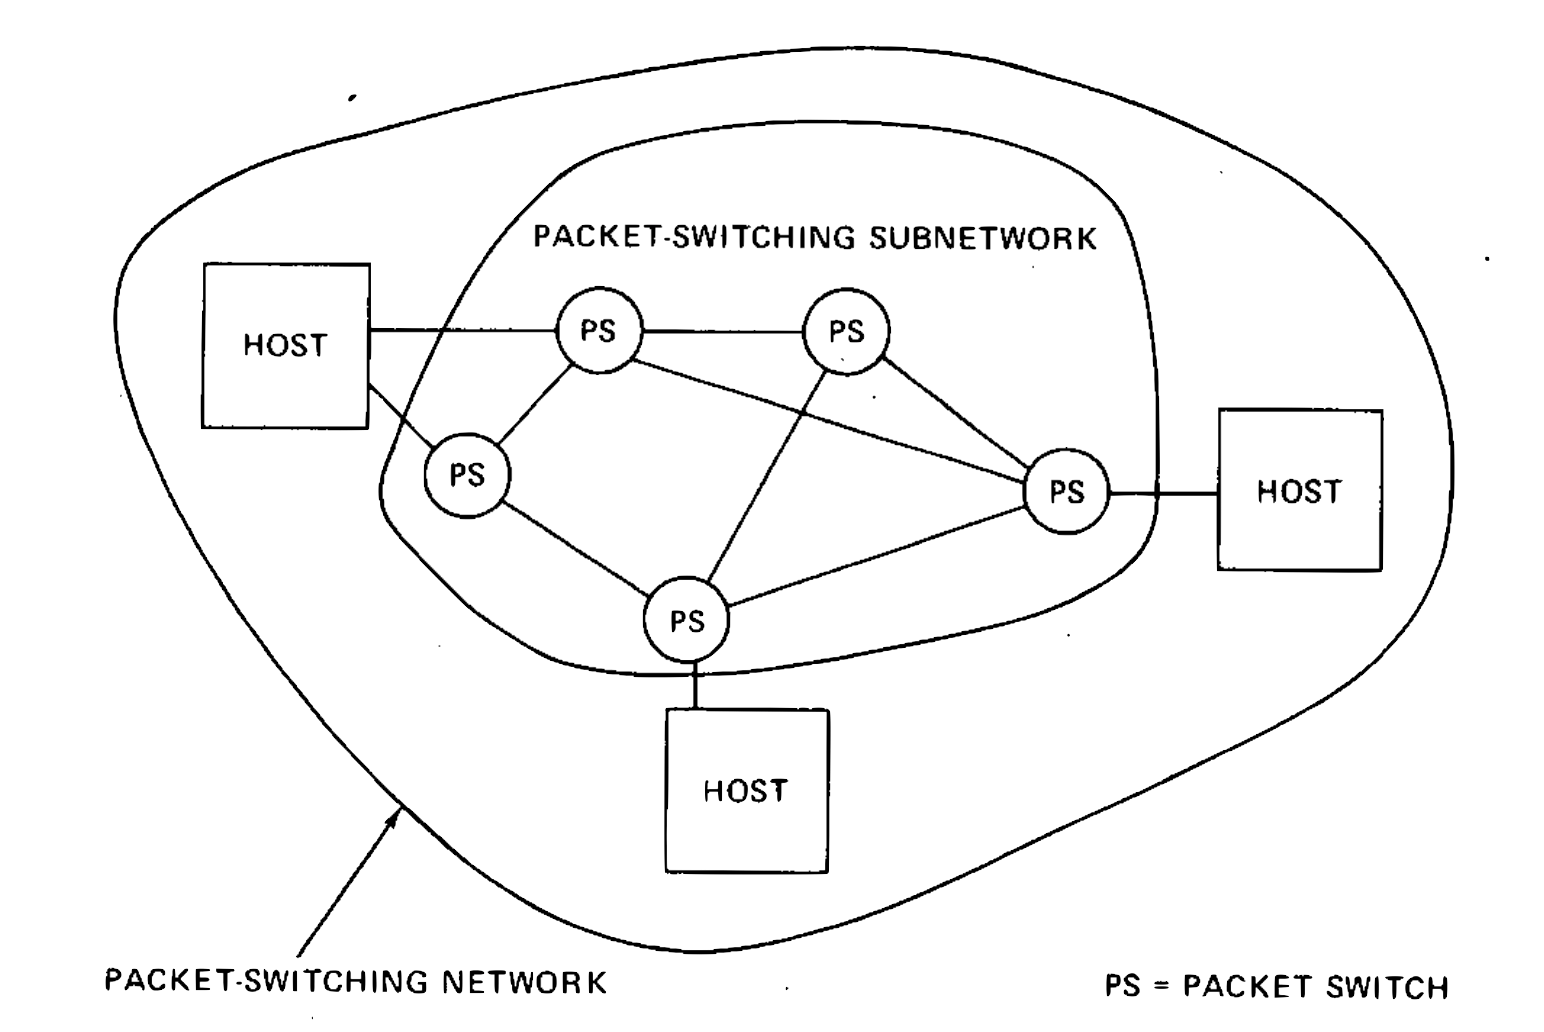 PACKET-SWITCHING SUBNETWORK
HOST
PS
PS
PS
PS
HOST
PS
HOST
PACKET-SWITCHING NETWORK
PS = PACKET SWITCH